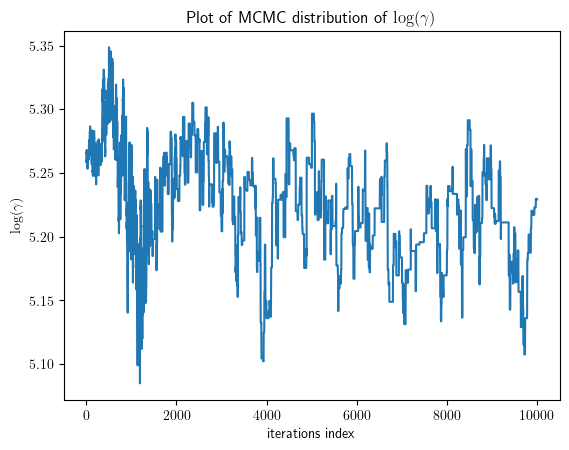 Plot of MCMC distribution of log(γ)
5.35
5.30
5.25
5.20
5.15
5.10
log(γ)
0 2000 4000 6000 8000 10000
iterations index